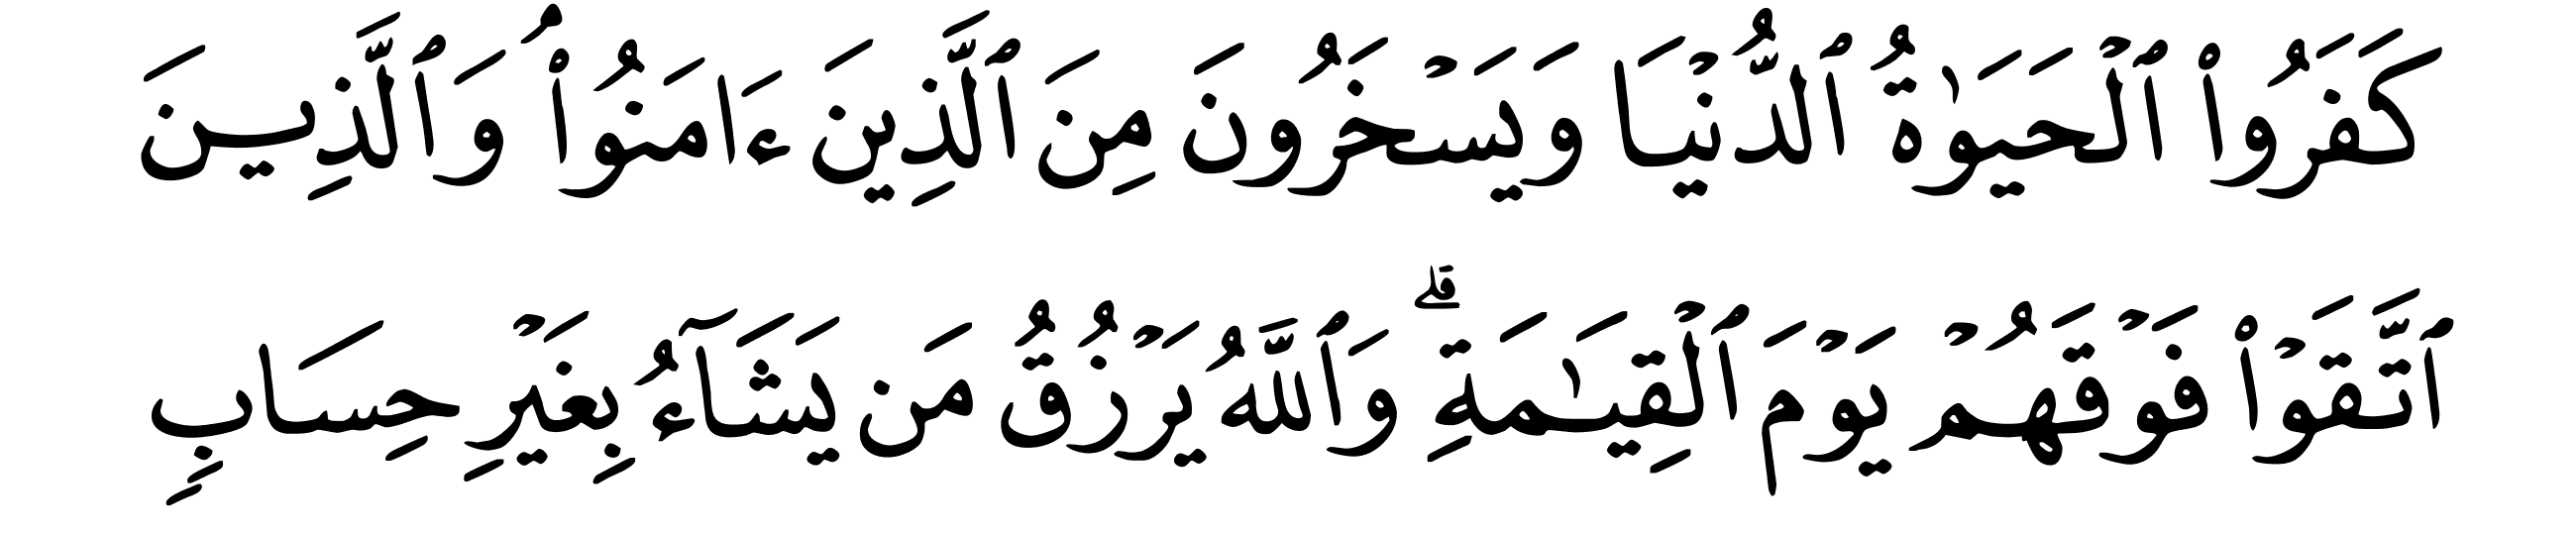 كَفَرُوا۟ ٱلْحَيَوٰةُ ٱلدُّنْيَا وَيَسْخَرُونَ مِنَ ٱلَّذِينَ ءَامَنُوا۟ ۘ وَٱلَّذِينَ
ٱتَّقَوْا۟ فَوْقَهُمْ يَوْمَ ٱلْقِيَـٰمَةِ ۗ وَٱللَّهُ يَرْزُقُ مَن يَشَآءُ بِغَيْرِ حِسَابٍ